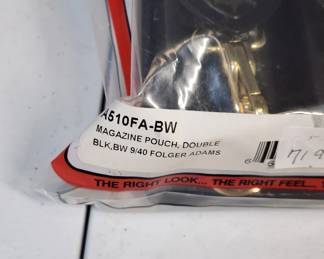 A510FA-BW
MAGAZINE POUCH, DOUBLE
BLK,BW 9/40 FOLGER ADAMS
THE RIGHT LOOK... THE RIGHT FEEL...